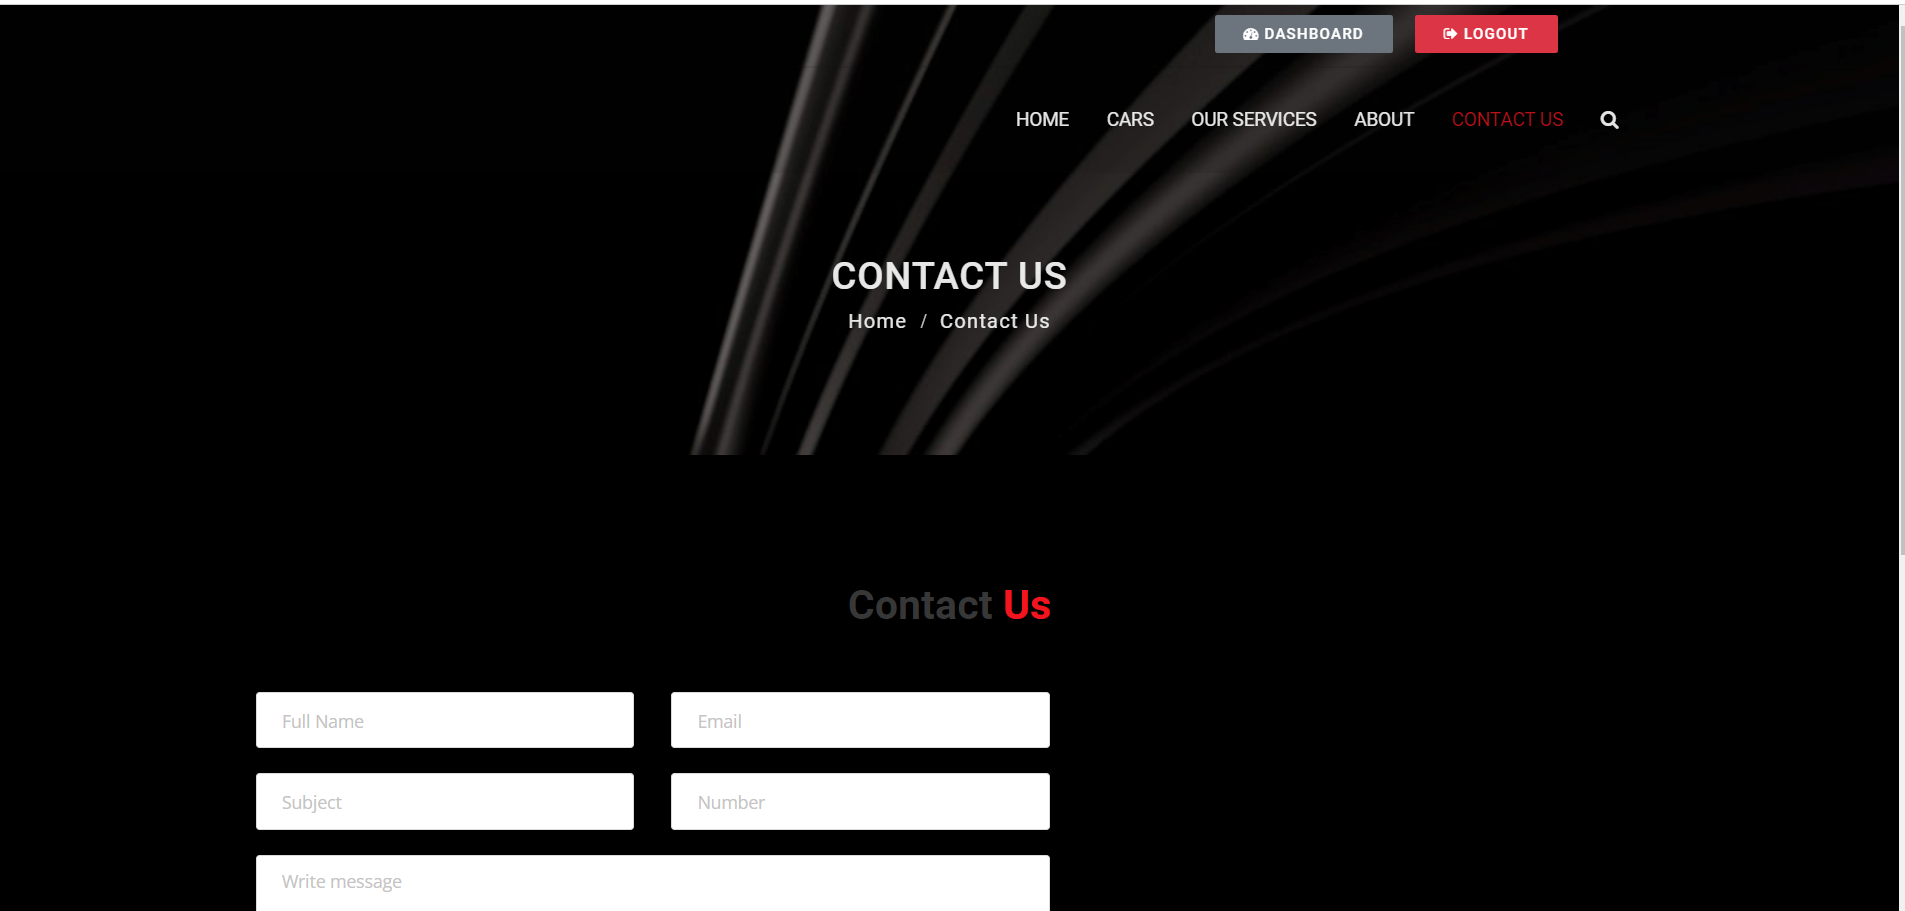 DASHBOARD LOGOUT
HOME CARS OUR SERVICES ABOUT CONTACT US
CONTACT US
Home / Contact Us
Contact Us
Full Name Email
Subject Number
Write message